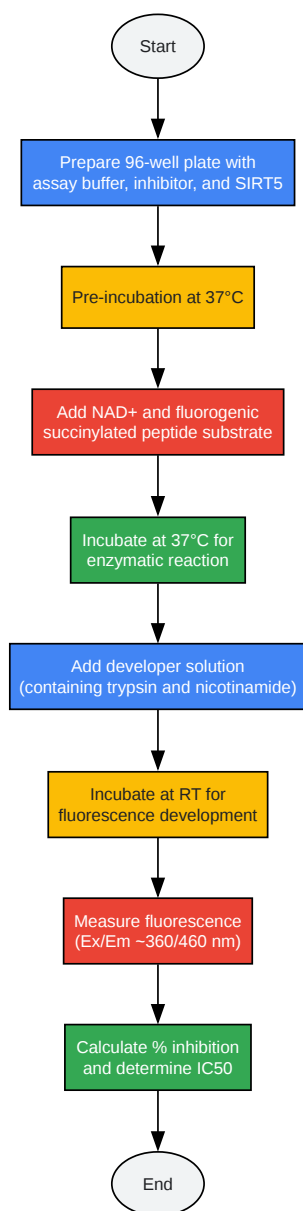 Start
Prepare 96-well plate with
assay buffer, inhibitor, and SIRT5
Pre-incubation at 37°C
Add NAD+ and fluorogenic
succinylated peptide substrate
Incubate at 37°C for
enzymatic reaction
Add developer solution
(containing trypsin and nicotinamide)
Incubate at RT for
fluorescence development
Measure fluorescence
(Ex/Em ~360/460 nm)
Calculate % inhibition
and determine IC50
End